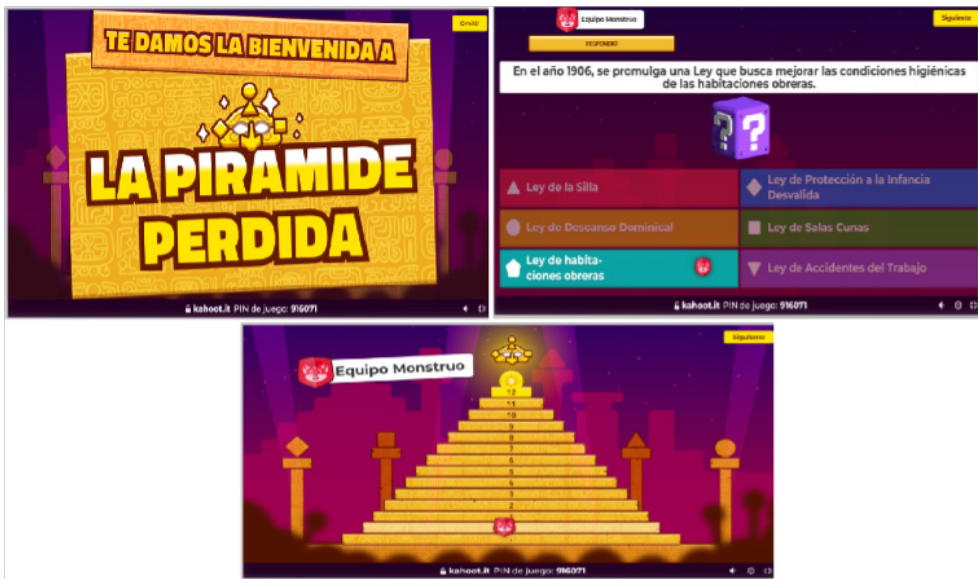 Omitir
TE DAMOS LA BIENVENIDA A
LA PIRÁMIDE
PERDIDA
kahoot.it PIN de juego: 916071
Equipo Monstruo
Siguiente
RESPONDIÓ
En el año 1906, se promulga una Ley que busca mejorar las condiciones higiénicas
de las habitaciones obreras.
? ?
Ley de la Silla
Ley de Protección a la Infancia
Desvalida
Ley de Descanso Dominical
Ley de Salas Cunas
Ley de habita-
ciones obreras
Ley de Accidentes del Trabajo
kahoot.it PIN de juego: 916071
Siguiente
Equipo Monstruo
12
11
10
9
8
7
6
5
4
3
2
kahoot.it PIN de juego: 916071